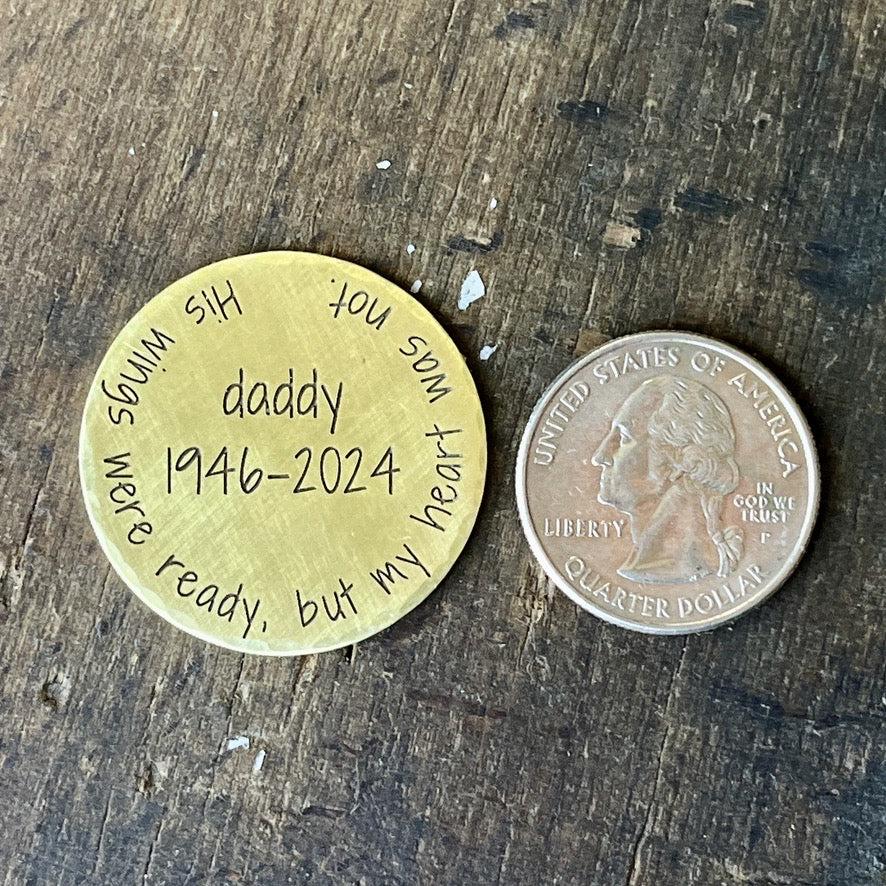 His wings were ready, but my heart was not.
daddy
1946-2024
UNITED STATES OF AMERICA
LIBERTY
IN
GOD WE
TRUST
P
QUARTER DOLLAR